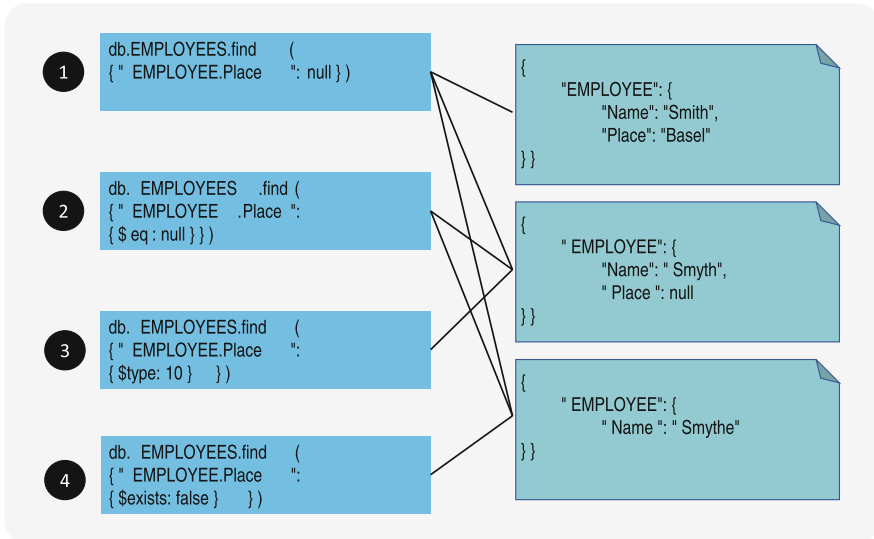 1
db.EMPLOYEES.find (
{ " EMPLOYEE.Place ": null } )
2
db. EMPLOYEES .find (
{ " EMPLOYEE .Place ":
{ $ eq : null } } )
3
db. EMPLOYEES.find (
{ " EMPLOYEE.Place ":
{ $type: 10 } } )
4
db. EMPLOYEES.find (
{ " EMPLOYEE.Place ":
{ $exists: false } } )
{
"EMPLOYEE": {
"Name": "Smith",
"Place": "Basel"
} }
{
" EMPLOYEE": {
"Name": " Smyth",
" Place ": null
} }
{
" EMPLOYEE": {
" Name ": " Smythe"
} }